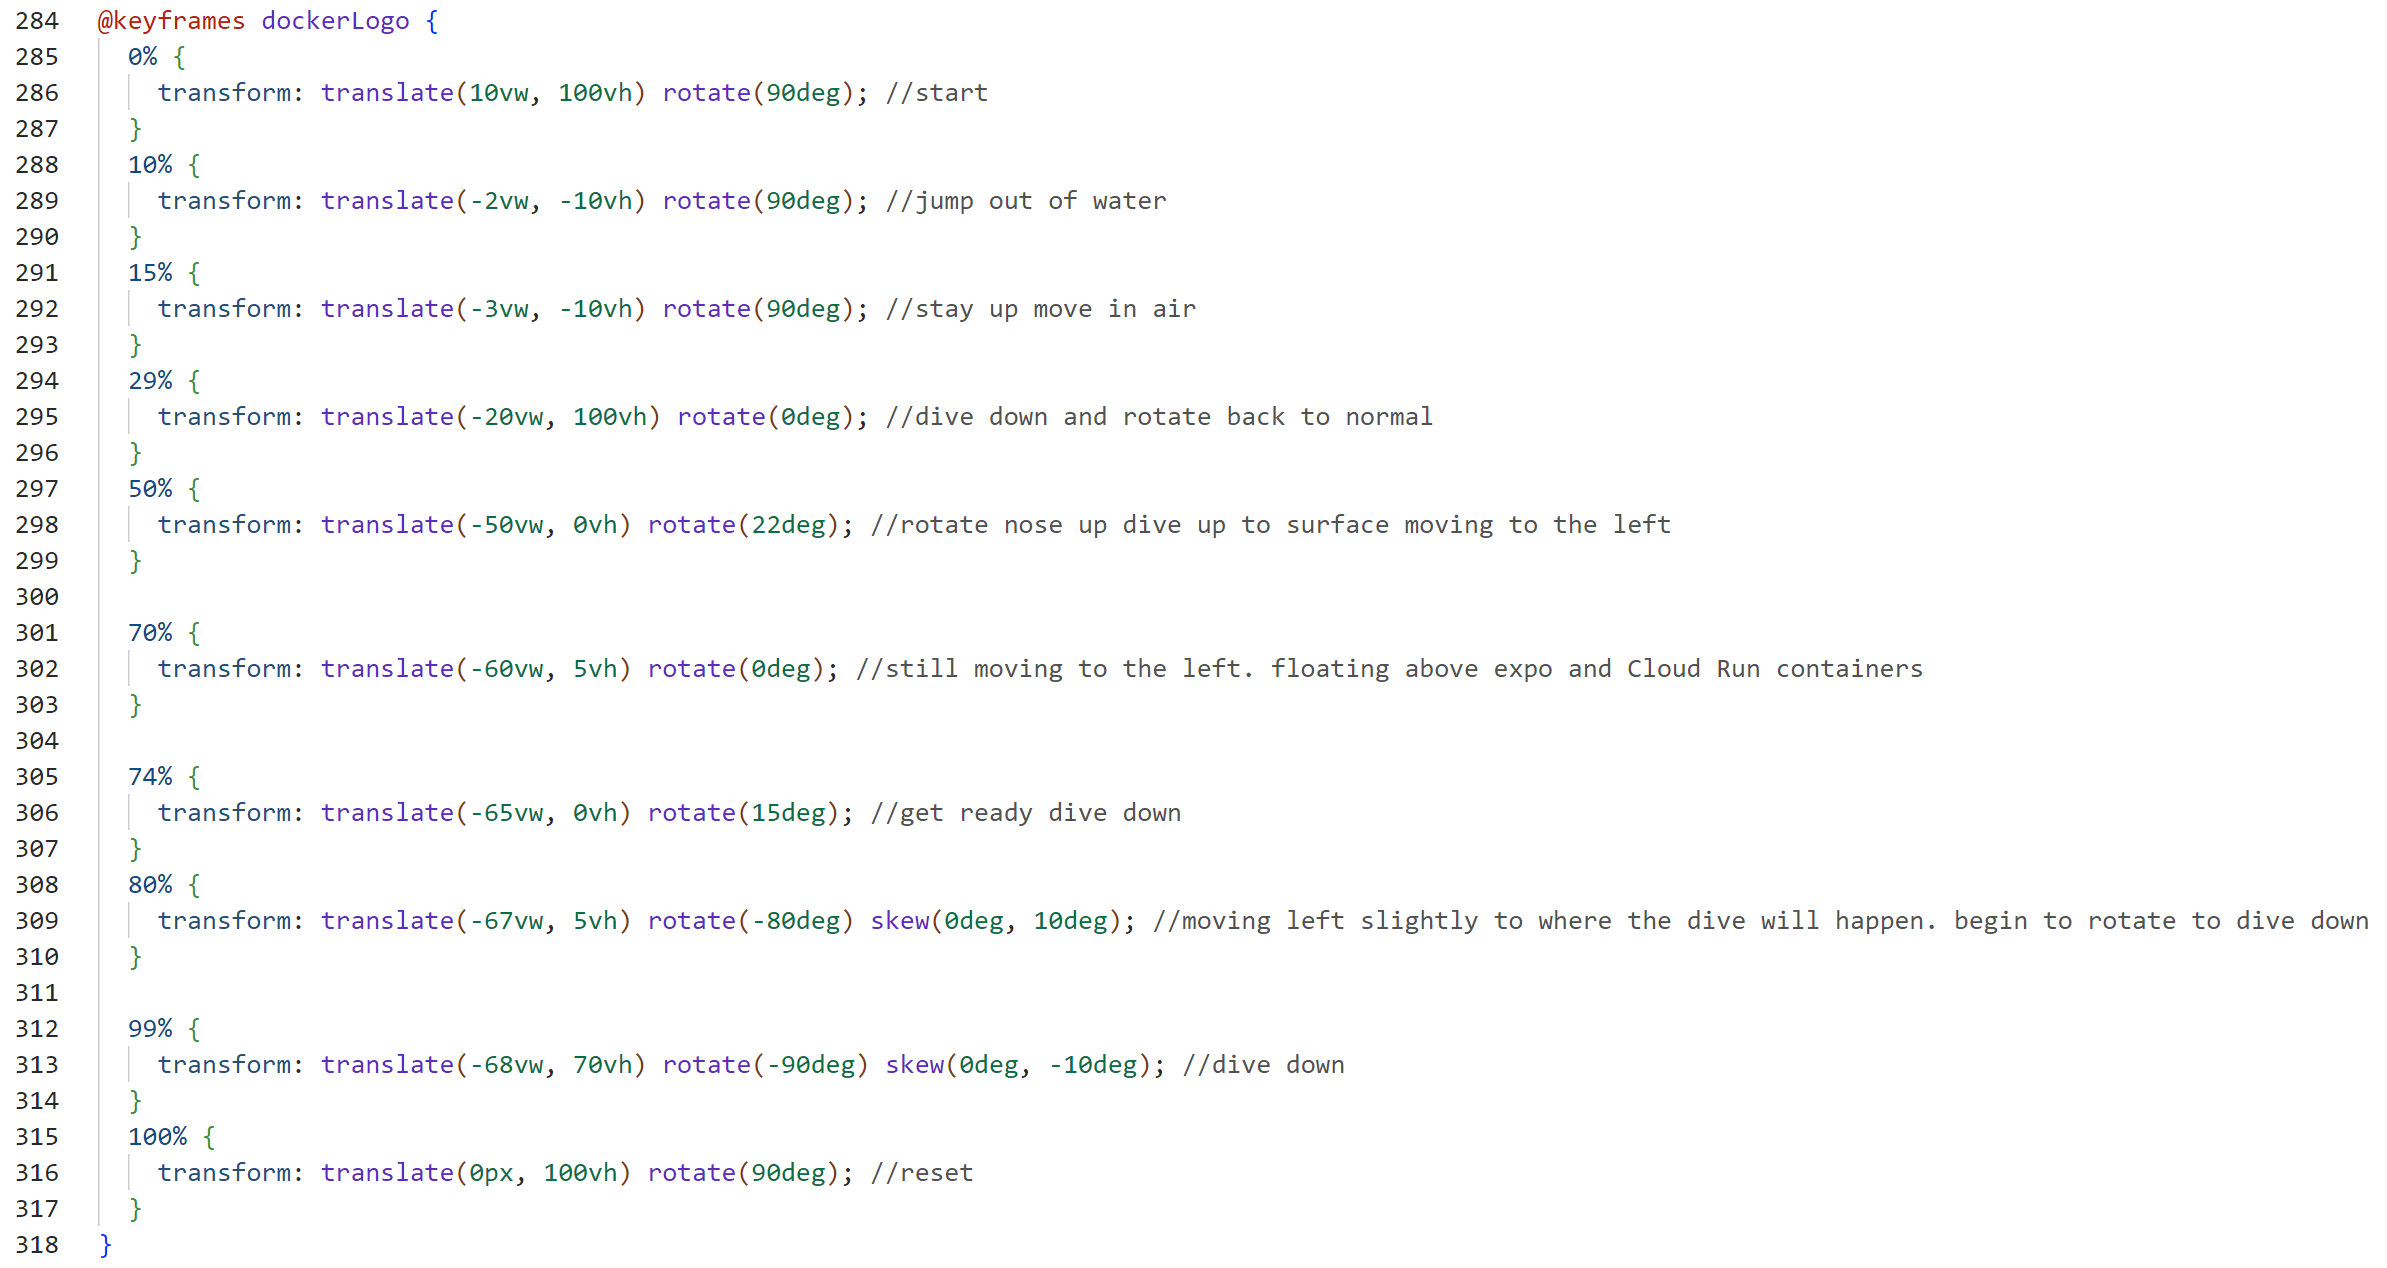 284 @keyframes dockerLogo {
285 0% {
286 transform: translate(10vw, 100vh) rotate(90deg); //start
287 }
288 10% {
289 transform: translate(-2vw, -10vh) rotate(90deg); //jump out of water
290 }
291 15% {
292 transform: translate(-3vw, -10vh) rotate(90deg); //stay up move in air
293 }
294 29% {
295 transform: translate(-20vw, 100vh) rotate(0deg); //dive down and rotate back to normal
296 }
297 50% {
298 transform: translate(-50vw, 0vh) rotate(22deg); //rotate nose up dive up to surface moving to the left
299 }
300
301 70% {
302 transform: translate(-60vw, 5vh) rotate(0deg); //still moving to the left. floating above expo and Cloud Run containers
303 }
304
305 74% {
306 transform: translate(-65vw, 0vh) rotate(15deg); //get ready dive down
307 }
308 80% {
309 transform: translate(-67vw, 5vh) rotate(-80deg) skew(0deg, 10deg); //moving left slightly to where the dive will happen. begin to rotate to dive down
310 }
311
312 99% {
313 transform: translate(-68vw, 70vh) rotate(-90deg) skew(0deg, -10deg); //dive down
314 }
315 100% {
316 transform: translate(0px, 100vh) rotate(90deg); //reset
317 }
318 }